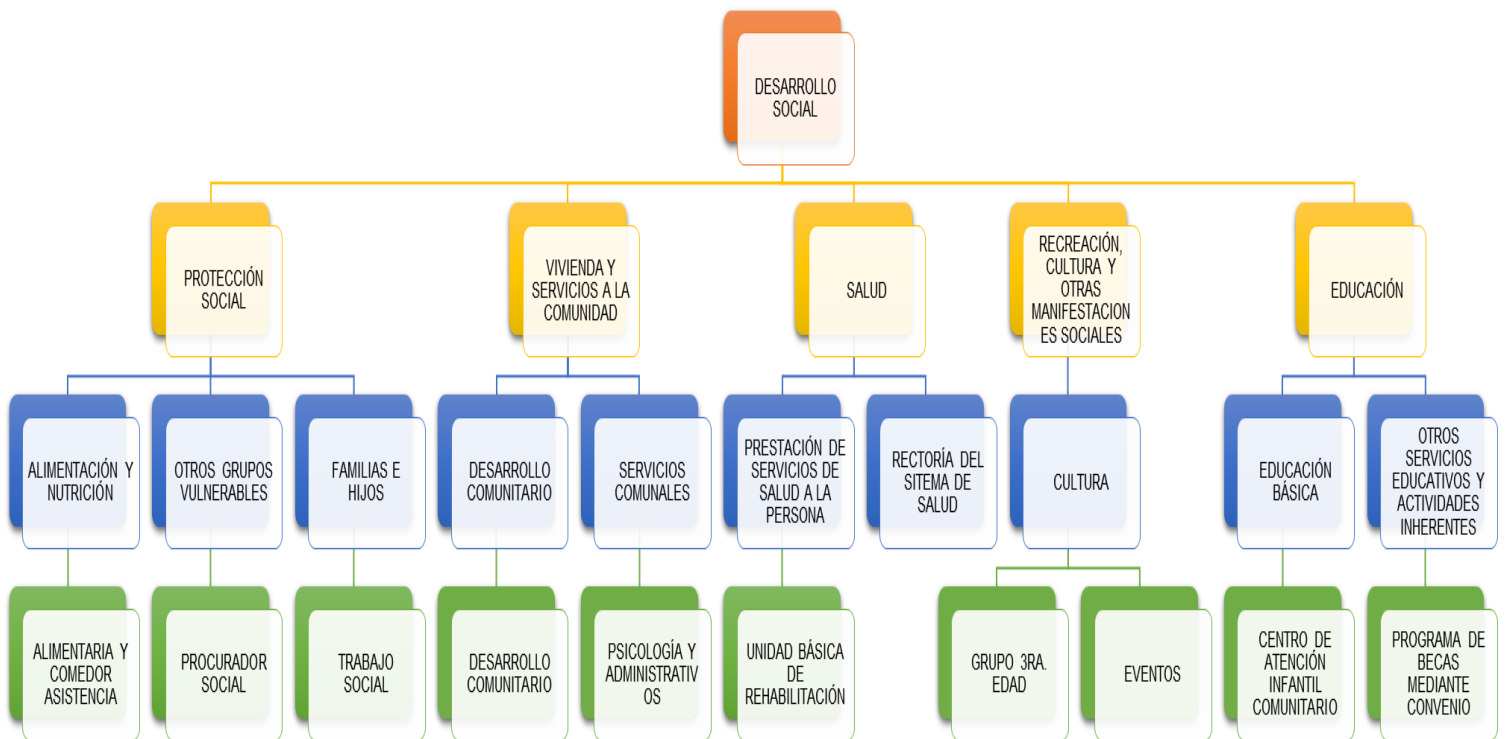 DESARROLLO
SOCIAL
PROTECCIÓN
SOCIAL
VIVIENDA Y
SERVICIOS A LA
COMUNIDAD
SALUD
RECREACIÓN,
CULTURA Y
OTRAS
MANIFESTACION
ES SOCIALES
EDUCACIÓN
ALIMENTACIÓN Y
NUTRICIÓN
OTROS GRUPOS
VULNERABLES
FAMILIAS E
HIJOS
DESARROLLO
COMUNITARIO
SERVICIOS
COMUNALES
PRESTACIÓN DE
SERVICIOS DE
SALUD A LA
PERSONA
RECTORÍA DEL
SITEMA DE
SALUD
CULTURA
EDUCACIÓN
BÁSICA
OTROS
SERVICIOS
EDUCATIVOS Y
ACTIVIDADES
INHERENTES
ALIMENTARIA Y
COMEDOR
ASISTENCIA
PROCURADOR
SOCIAL
TRABAJO
SOCIAL
DESARROLLO
COMUNITARIO
PSICOLOGÍA Y
ADMINISTRATIV
OS
UNIDAD BÁSICA
DE
REHABILITACIÓN
GRUPO 3RA.
EDAD
EVENTOS
CENTRO DE
ATENCIÓN
INFANTIL
COMUNITARIO
PROGRAMA DE
BECAS
MEDIANTE
CONVENIO